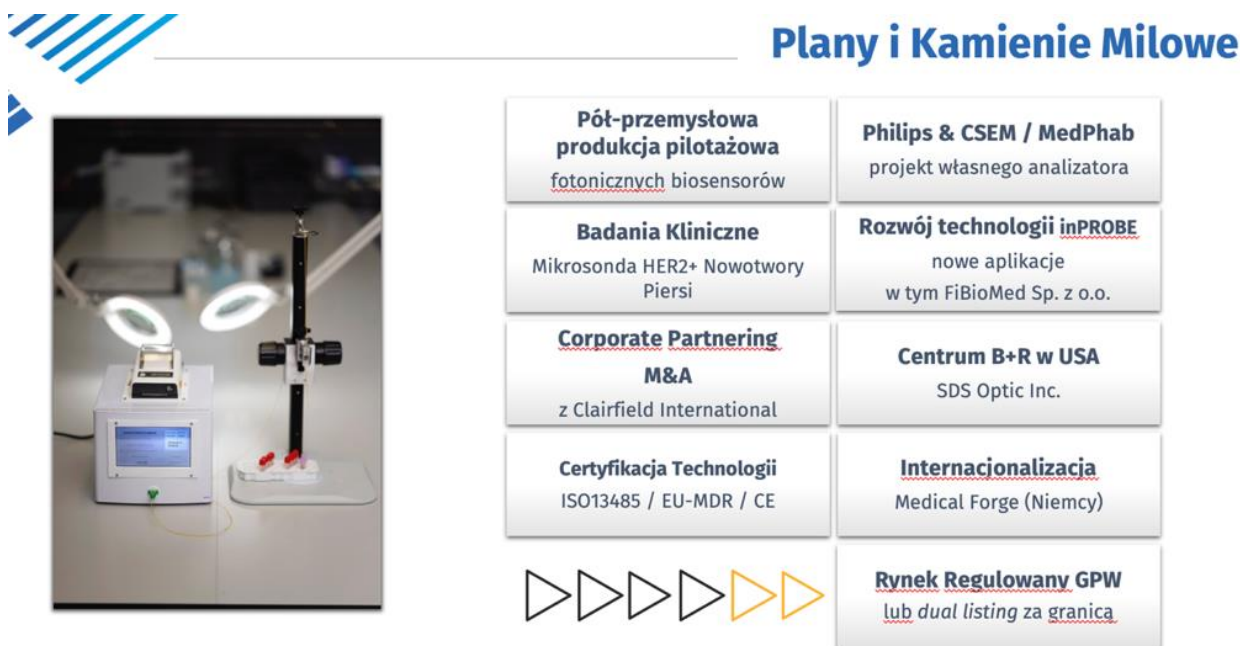 Plany i Kamienie Milowe
Pół-przemysłowa
produkcja pilotażowa
fotonicznych biosensorów
Philips & CSEM / MedPhab
projekt własnego analizatora
Badania Kliniczne
Mikrosonda HER2+ Nowotwory
Piersi
Rozwój technologii inPROBE
nowe aplikacje
w tym FiBioMed Sp. z o.o.
Corporate Partnering
M&A
z Clairfield International
Centrum B+R w USA
SDS Optic Inc.
Certyfikacja Technologii
ISO13485 / EU-MDR / CE
Internacjonalizacja
Medical Forge (Niemcy)
Rynek Regulowany GPW
lub dual listing za granicą